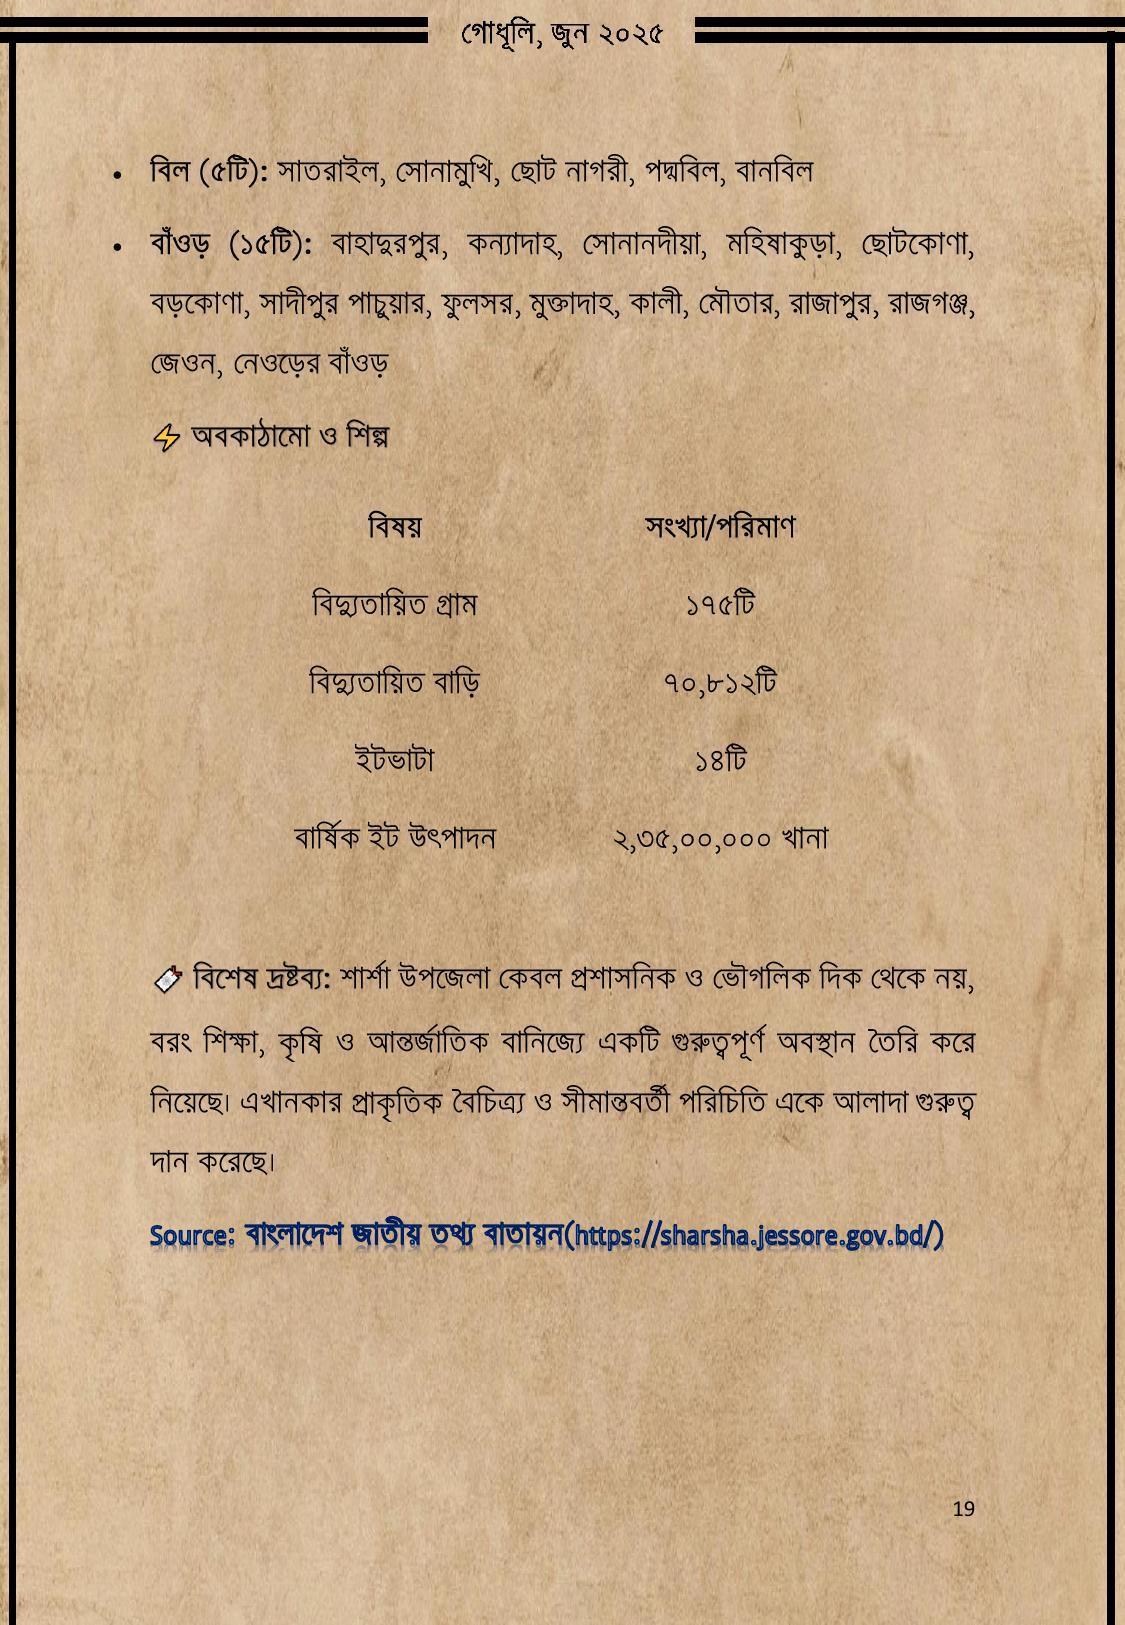 গোধূলি, জুন ২০২৫
• বিল (৫টি): সাতরাইল, সোনামুখি, ছোট নাগরী, পদ্মবিল, বানবিল
• বাঁওড় (১৫টি): বাহাদুরপুর, কন্যাদাহ, সোনানদীয়া, মহিষাকুড়া, ছোটকোণা,
বড়কোণা, সাদীপুর পাচুয়ার, ফুলসর, মুক্তাদাহ, কালী, মৌতার, রাজাপুর, রাজগঞ্জ,
জেওন, নেওড়ের বাঁওড়
⚡ অবকাঠামো ও শিল্প
বিষয় সংখ্যা/পরিমাণ
বিদ্যুতায়িত গ্রাম ১৭৫টি
বিদ্যুতায়িত বাড়ি ৭০,৮১২টি
ইটভাটা ১৪টি
বার্ষিক ইট উৎপাদন ২,৩৫,০০,০০০ খানা
বিশেষ দ্রষ্টব্য: শার্শা উপজেলা কেবল প্রশাসনিক ও ভৌগলিক দিক থেকে নয়,
বরং শিক্ষা, কৃষি ও আন্তর্জাতিক বানিজ্যে একটি গুরুত্বপূর্ণ অবস্থান তৈরি করে
নিয়েছে। এখানকার প্রাকৃতিক বৈচিত্র্য ও সীমান্তবর্তী পরিচিতি একে আলাদা গুরুত্ব
দান করেছে।
Source: বাংলাদেশ জাতীয় তথ্য বাতায়ন(https://sharsha.jessore.gov.bd/)
19